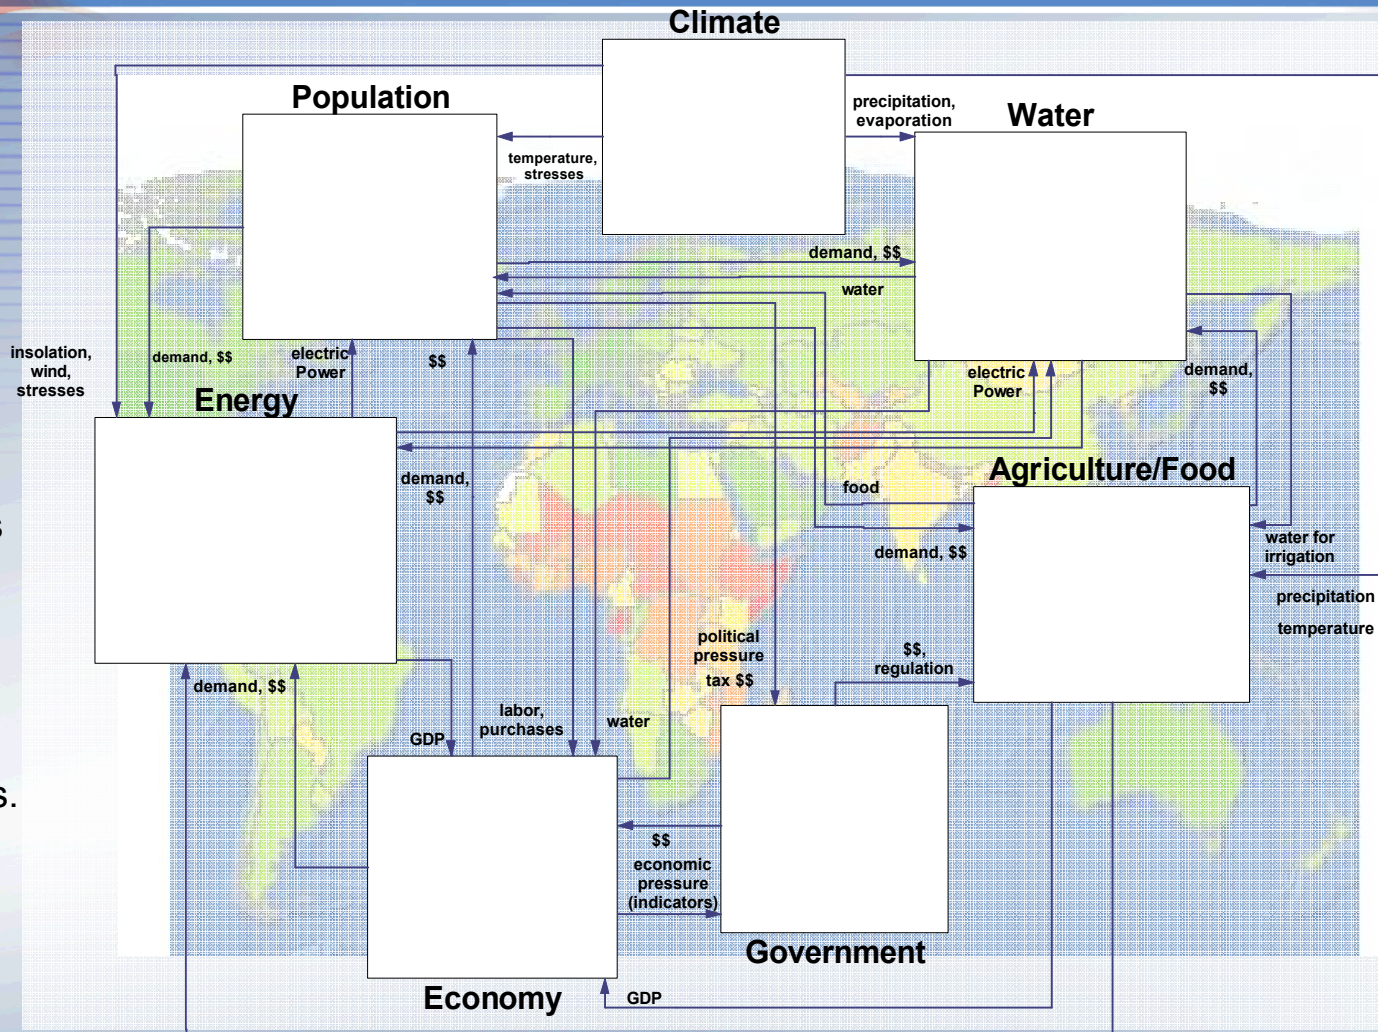 Climate
Population
precipitation,
evaporation
Water
temperature,
stresses
demand, $$
water
insolation,
wind,
stresses
demand, $$
electric
Power
$$
electric
Power
demand,
$$
Energy
demand,
$$
food
Agriculture/Food
demand, $$
water for
irrigation
precipitation
temperature
political
pressure
tax $$
$$,
regulation
demand, $$
GDP
labor,
purchases
water
$$
economic
pressure
(indicators)
Government
Economy
GDP
s
s.